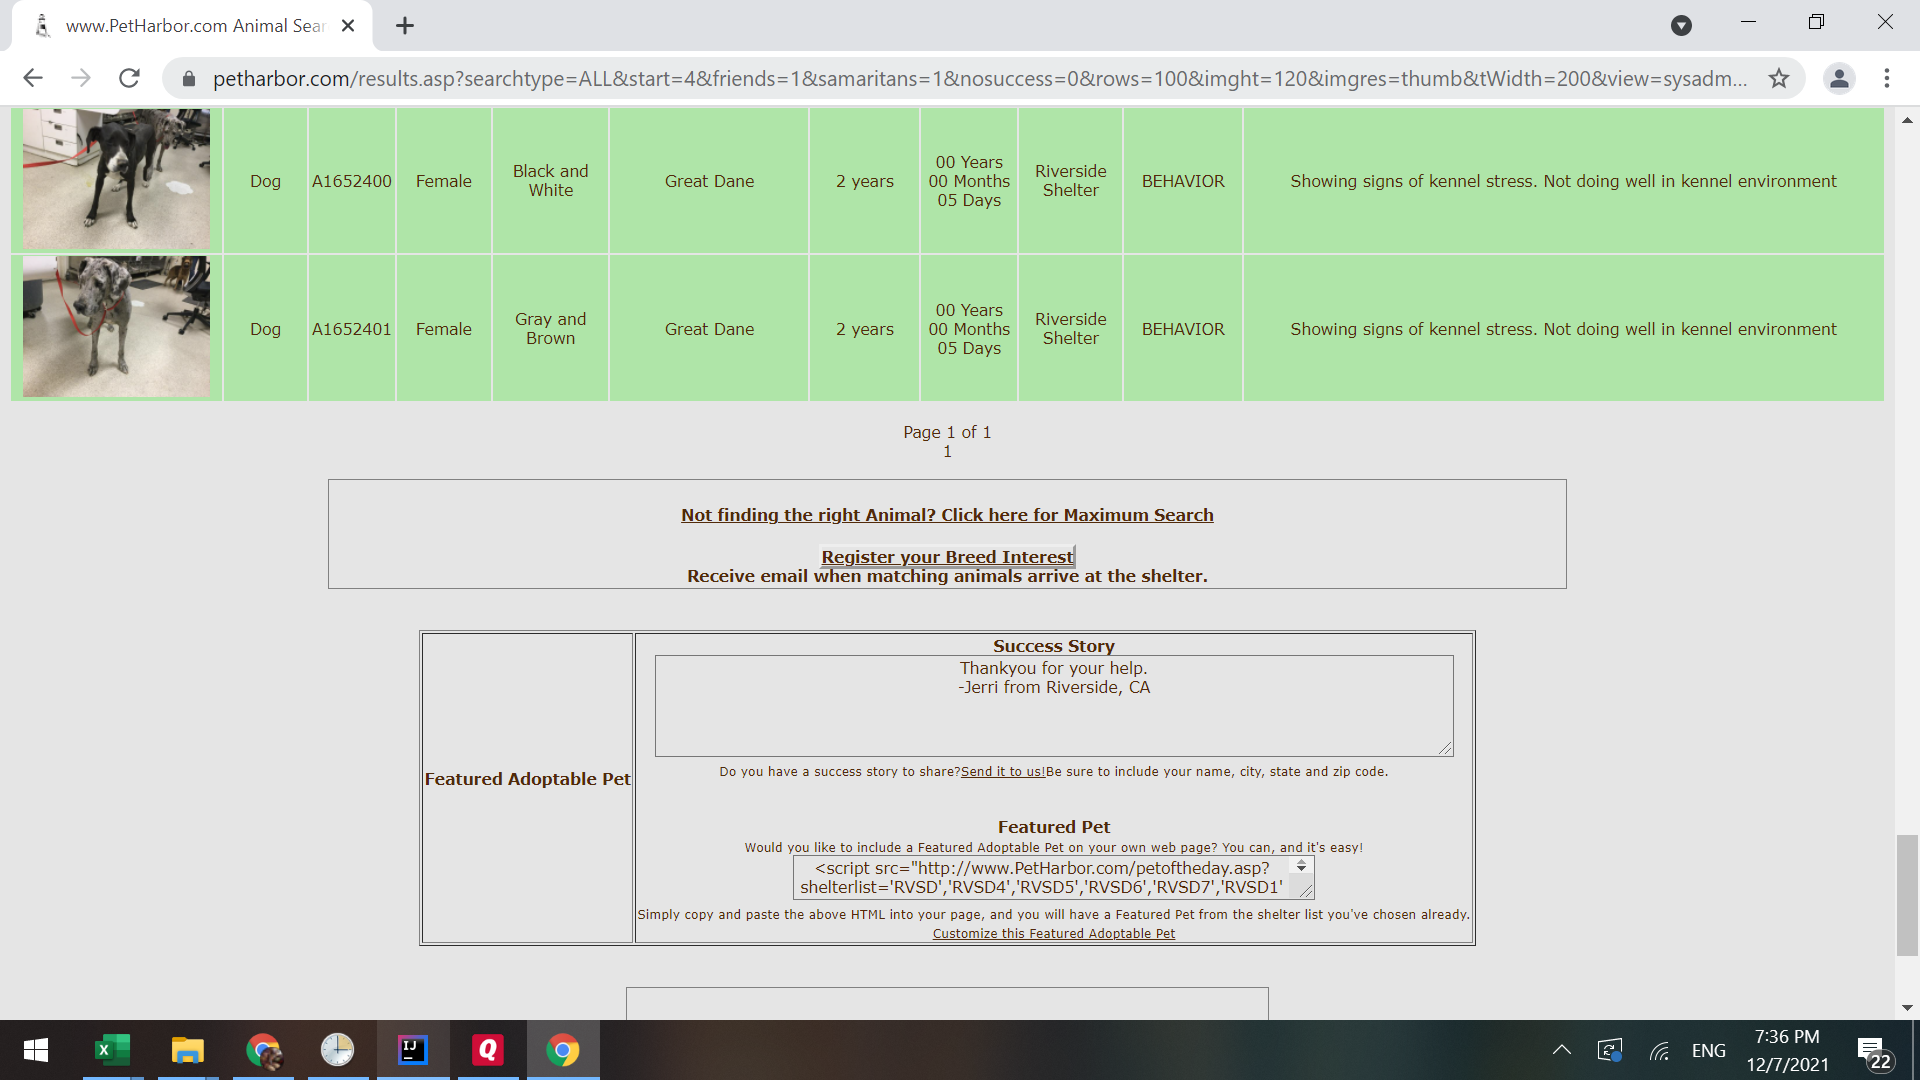 www.PetHarbor.com Animal Sear
petharbor.com/results.asp?searchtype=ALL&start=4&friends=1&samaritans=1&nosuccess=0&rows=100&imght=120&imgres=thumb&tWidth=200&view=sysadm...
Dog
A1652400
Female
Black and
White
Great Dane
2 years
00 Years
00 Months
05 Days
Riverside
Shelter
BEHAVIOR
Showing signs of kennel stress. Not doing well in kennel environment
Dog
A1652401
Female
Gray and
Brown
Great Dane
2 years
00 Years
00 Months
05 Days
Riverside
Shelter
BEHAVIOR
Showing signs of kennel stress. Not doing well in kennel environment
Page 1 of 1
1
Not finding the right Animal? Click here for Maximum Search
Register your Breed Interest
Receive email when matching animals arrive at the shelter.
Featured Adoptable Pet
Success Story
Thankyou for your help.
-Jerri from Riverside, CA
Do you have a success story to share?Send it to us!Be sure to include your name, city, state and zip code.
Featured Pet
Would you like to include a Featured Adoptable Pet on your own web page? You can, and it's easy!
<script src="http://www.PetHarbor.com/petoftheday.asp?
shelterlist='RVSD','RVSD4','RVSD5','RVSD6','RVSD7','RVSD1'
Simply copy and paste the above HTML into your page, and you will have a Featured Pet from the shelter list you've chosen already.
Customize this Featured Adoptable Pet
X
IJ
Q
ENG
7:36 PM
12/7/2021
22